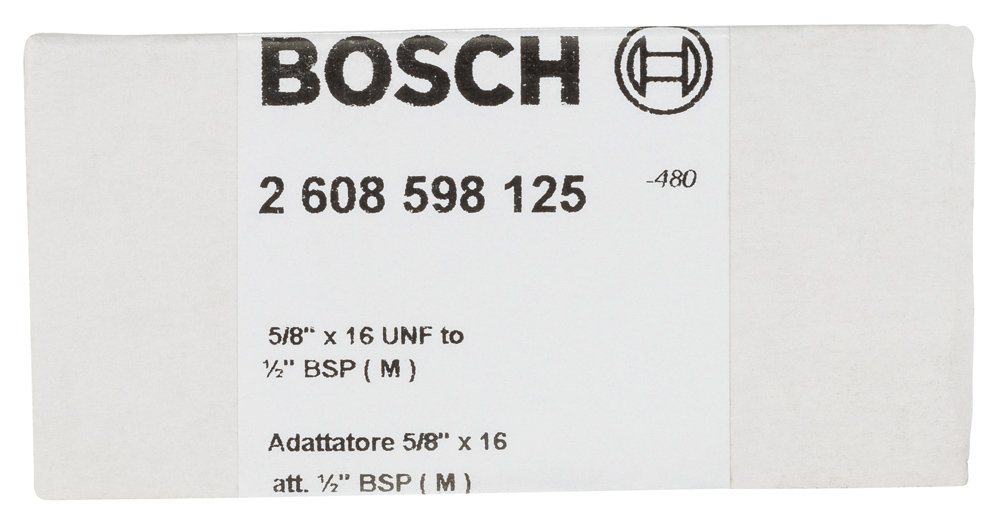 BOSCH
2 608 598 125 -480
5/8" x 16 UNF to
½" BSP ( M )
Adattatore 5/8" x 16
att. ½" BSP ( M )